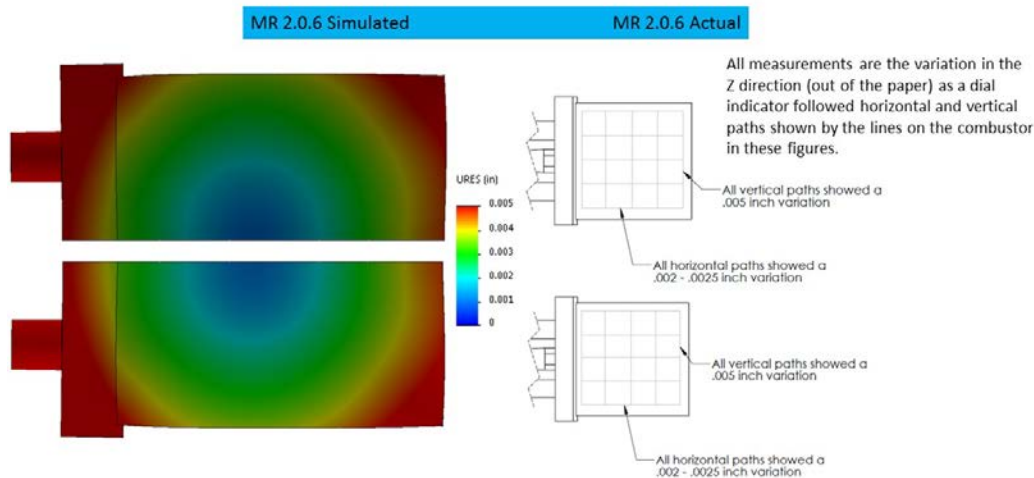 MR 2.0.6 Simulated
MR 2.0.6 Actual
All measurements are the variation in the
Z direction (out of the paper) as a dial
indicator followed horizontal and vertical
paths shown by the lines on the combustor
in these figures.
URES (in)
0.005
0.004
0.003
0.002
0.001
0
All vertical paths showed a
.005 inch variation
All horizontal paths showed a
.002 - .0025 inch variation
All vertical paths showed a
.005 inch variation
All horizontal paths showed a
.002 - .0025 inch variation